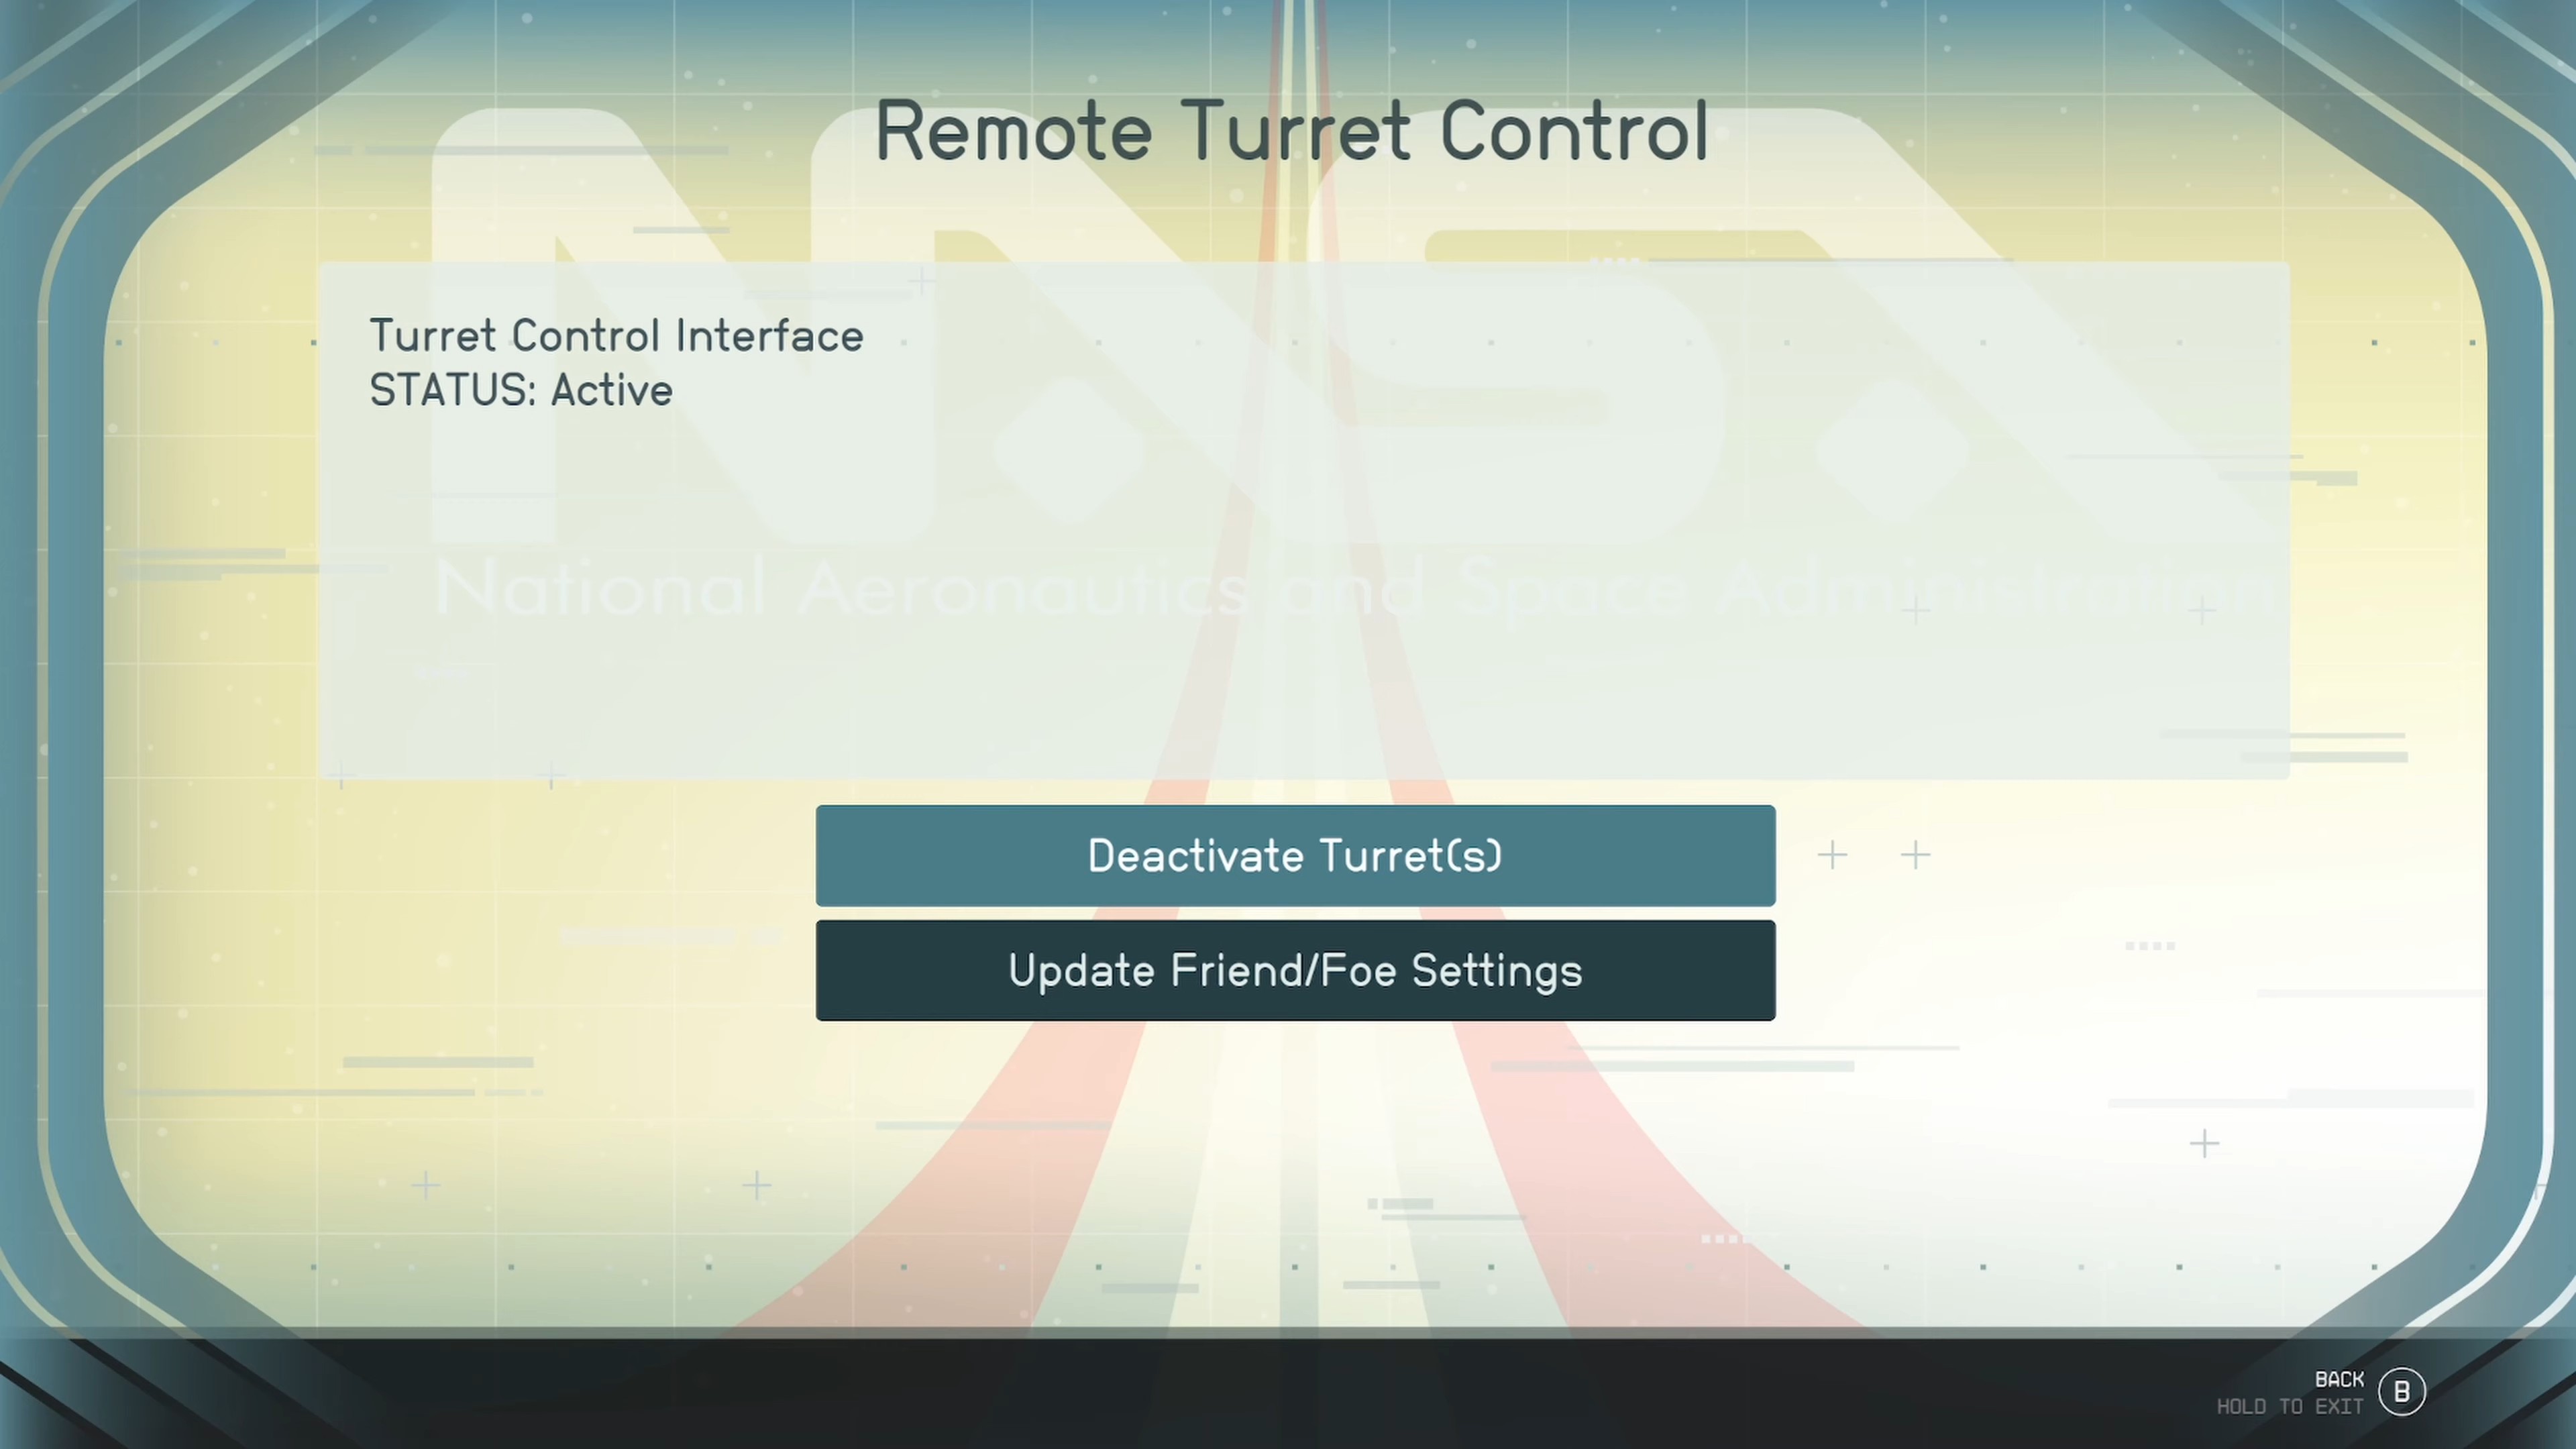 Remote Turret Control
Turret Control Interface
STATUS: Active
National Aeronautics and Space Administration
Deactivate Turret(s)
Update Friend/Foe Settings
BACK
HOLD TO EXIT
B